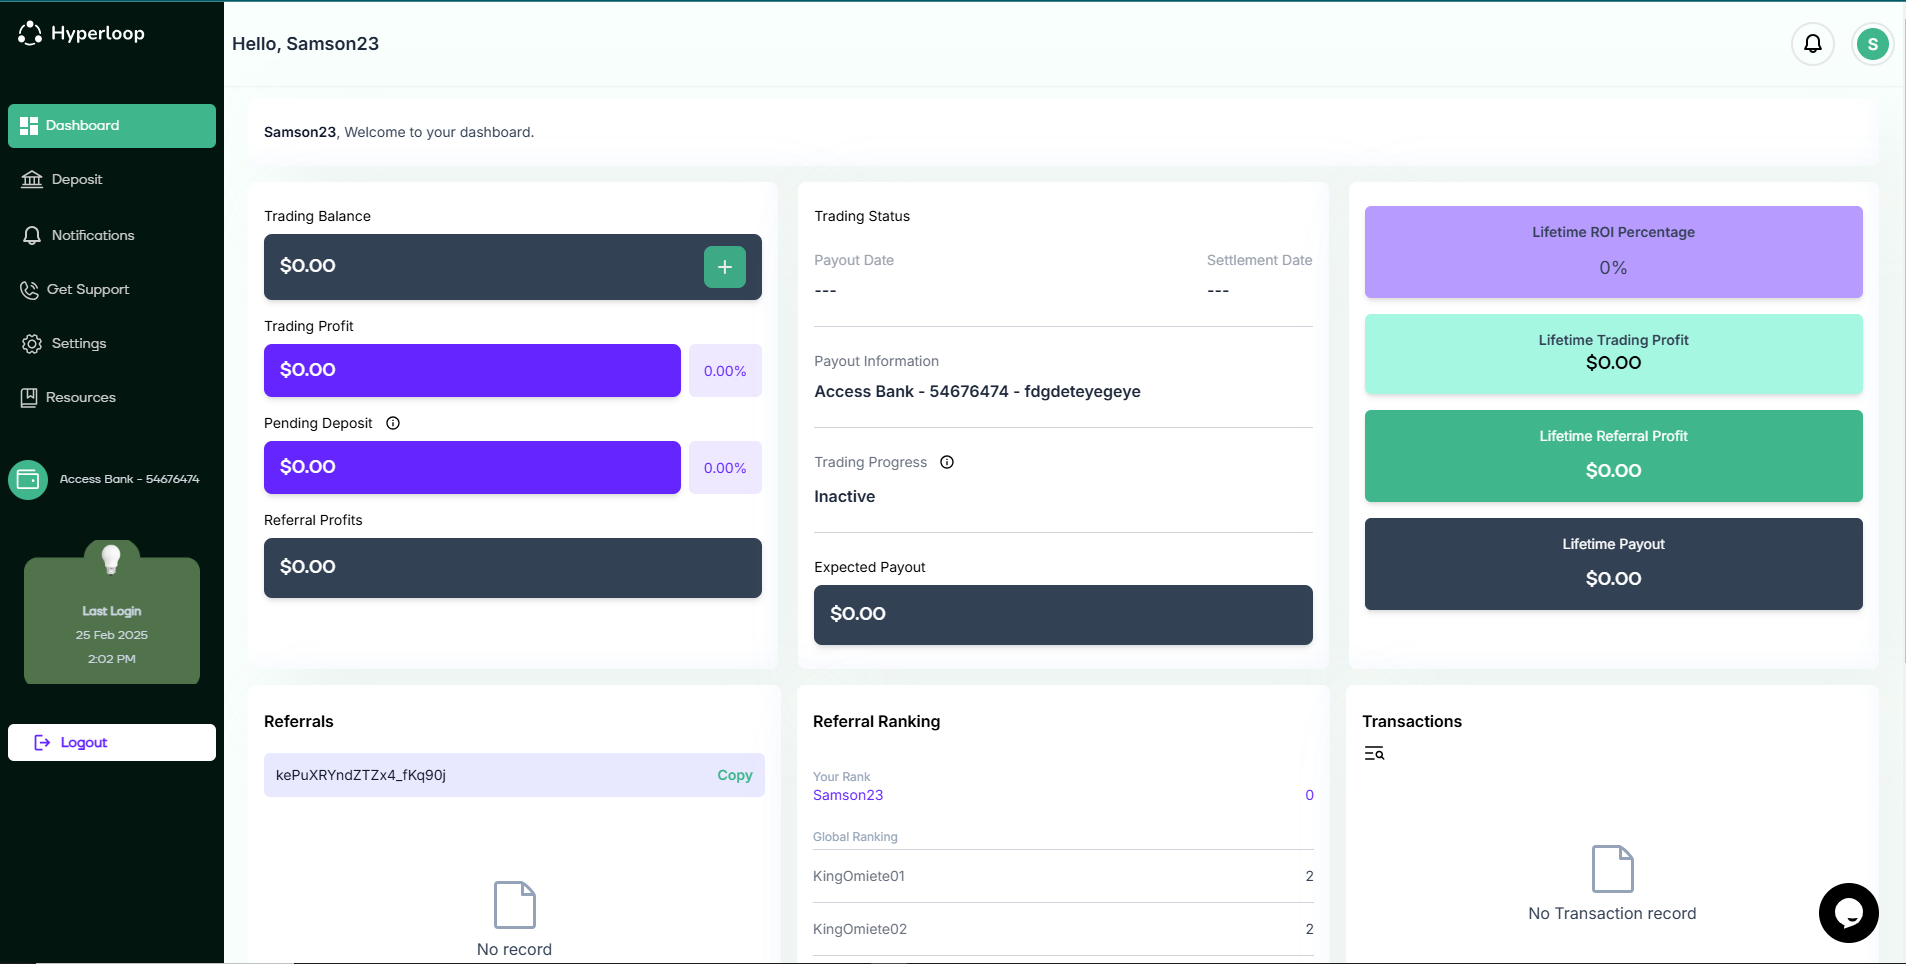 Hyperloop
Dashboard
Deposit
Notifications
Get Support
Settings
Resources
Access Bank - 54676474
Last Login
25 Feb 2025
2:02 PM
Logout
Hello, Samson23
S
Samson23, Welcome to your dashboard.
Trading Balance
$0.00
+
Trading Profit
$0.00
0.00%
Pending Deposit
$0.00
0.00%
Referral Profits
$0.00
Trading Status
Payout Date
Settlement Date
---
---
Payout Information
Access Bank - 54676474 - fdgdeteyegeye
Trading Progress
Inactive
Expected Payout
$0.00
Lifetime ROI Percentage
0%
Lifetime Trading Profit
$0.00
Lifetime Referral Profit
$0.00
Lifetime Payout
$0.00
Referrals
kePuXRYndZTZx4_fKq90j
Copy
No record
Referral Ranking
Your Rank
Samson23
0
Global Ranking
KingOmiete01
2
KingOmiete02
2
Transactions
No Transaction record